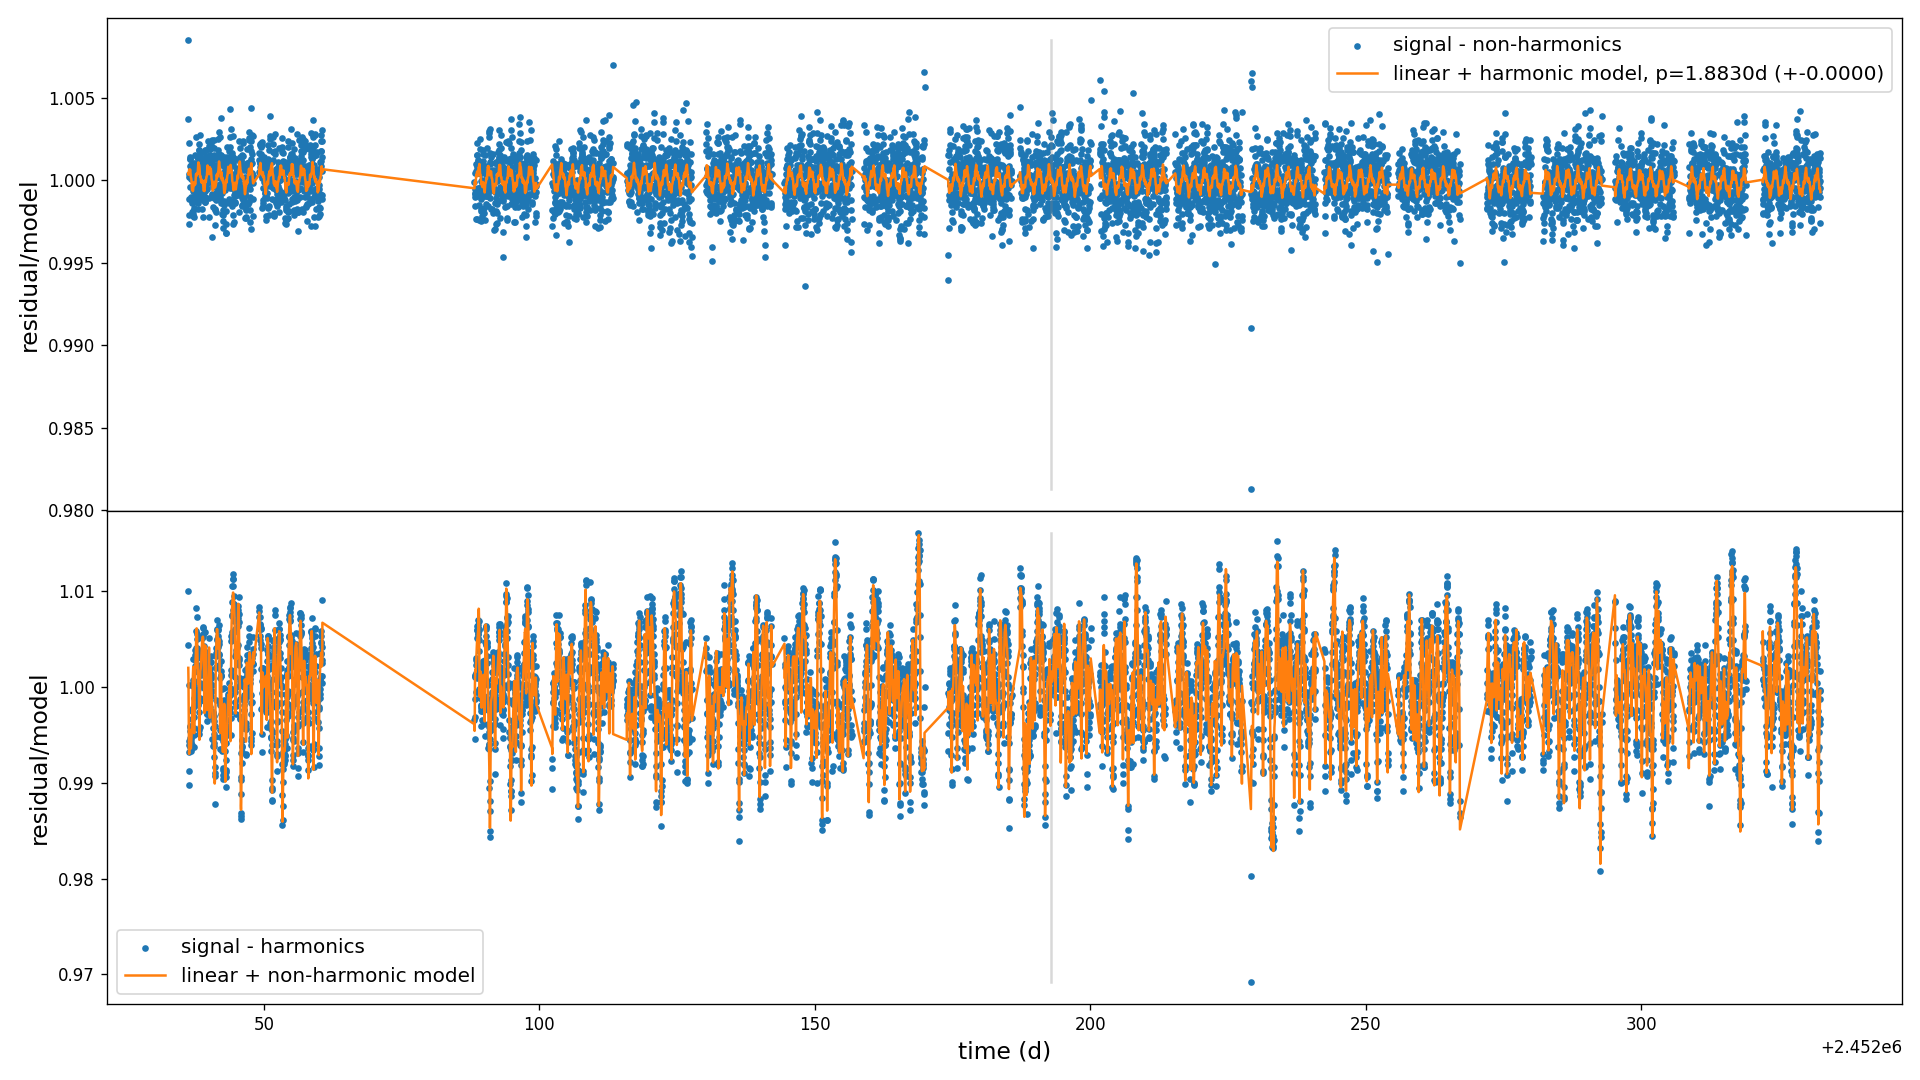 signal - non-harmonics
linear + harmonic model, p=1.8830d (+-0.0000)
1.005
1.000
0.995
0.990
0.985
0.980
residual/model
1.01
1.00
0.99
0.98
0.97
residual/model
signal - harmonics
linear + non-harmonic model
50
100
150
200
250
300
time (d)
+2.452e6